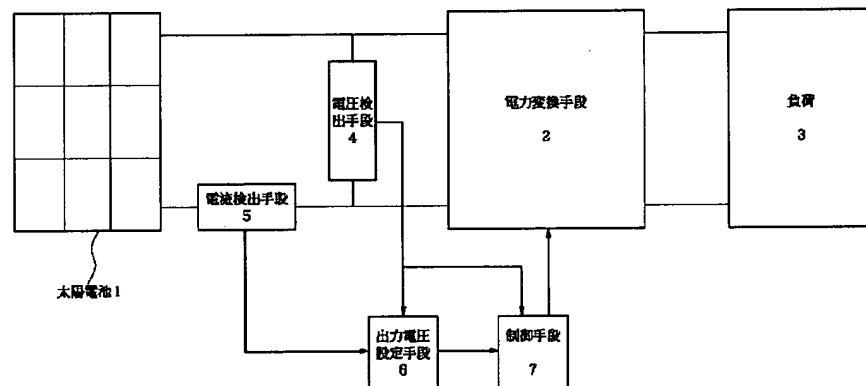 電圧検
出手段
4
電力変換手段
2
負荷
3
電流検出手段
5
太陽電池1
出力電圧
設定手段
6
制御手段
7